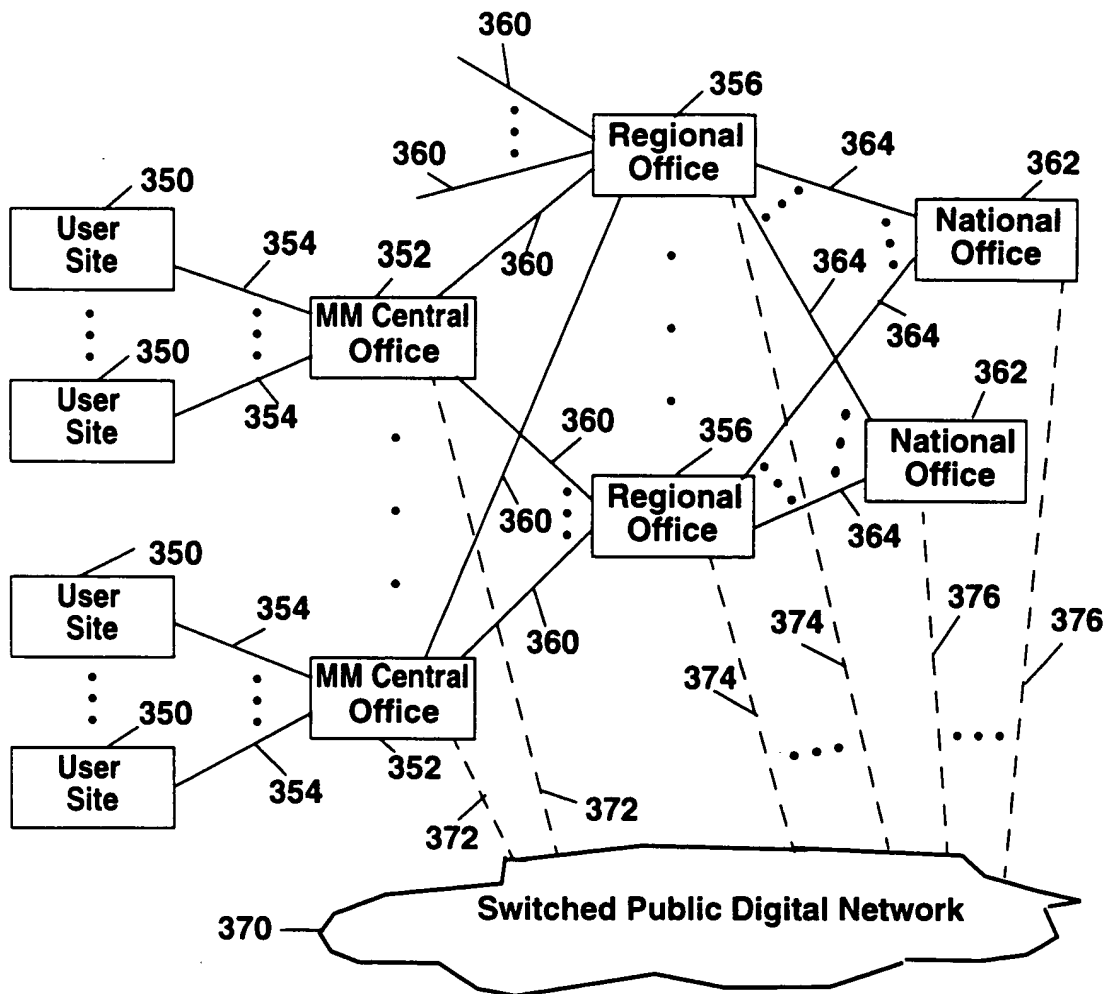 360
356
Regional
Office
364
362
National
Office
360
350
User
Site
354
352
360
364
364
MM Central
Office
350
User
Site
354
362
National
Office
360
356
Regional
Office
360
360
364
350
User
Site
354
360
376
374
376
MM Central
Office
374
350
User
Site
354
352
372
372
Switched Public Digital Network
370